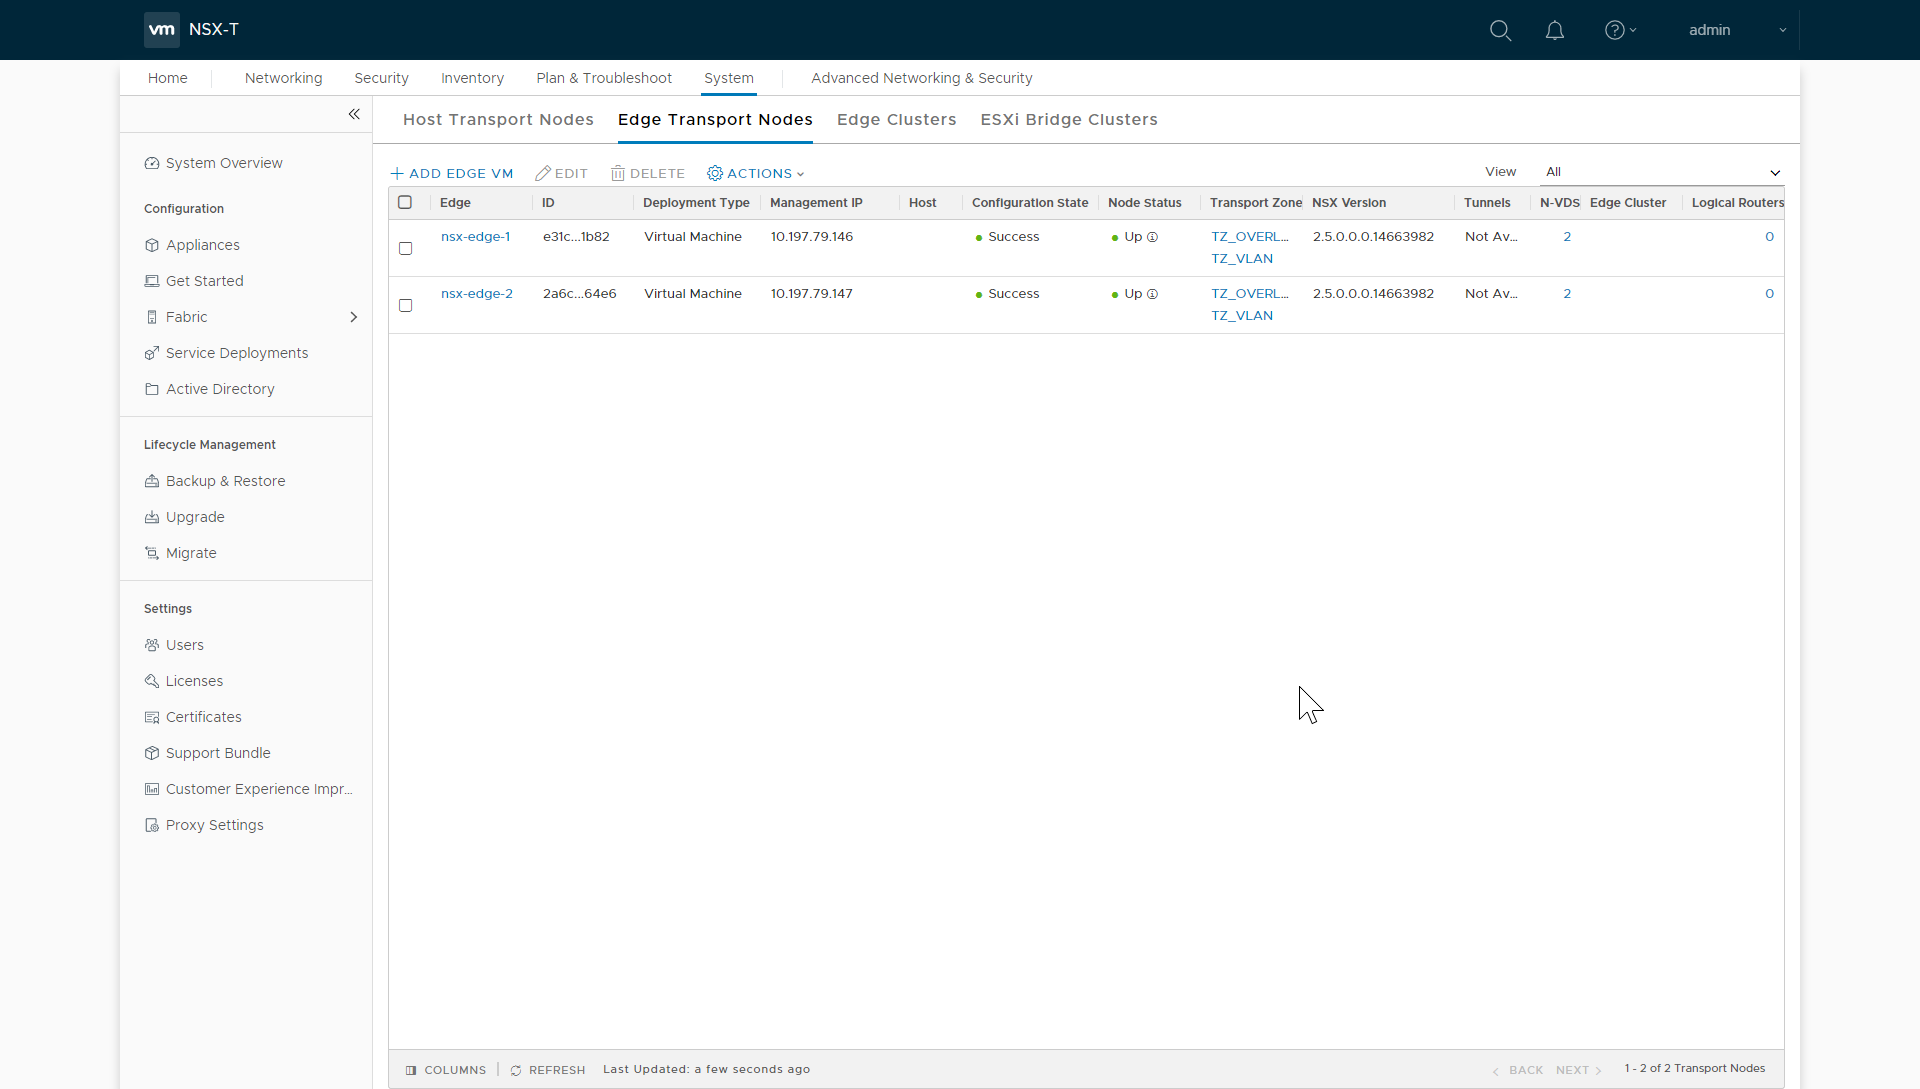 vm NSX-T
admin
Home Networking Security Inventory Plan & Troubleshoot System Advanced Networking & Security
Host Transport Nodes Edge Transport Nodes Edge Clusters ESXi Bridge Clusters
System Overview
Configuration
Appliances
Get Started
Fabric
Service Deployments
Active Directory
Lifecycle Management
Backup & Restore
Upgrade
Migrate
Settings
Users
Licenses
Certificates
Support Bundle
Customer Experience Impr...
Proxy Settings
+ ADD EDGE VM EDIT DELETE ACTIONS View All
Edge ID Deployment Type Management IP Host Configuration State Node Status Transport Zone NSX Version Tunnels N-VDS Edge Cluster Logical Routers
nsx-edge-1 e31c...1b82 Virtual Machine 10.197.79.146 Success Up TZ_OVERL... 2.5.0.0.0.14663982 Not Av... 2 0
TZ_VLAN
nsx-edge-2 2a6c...64e6 Virtual Machine 10.197.79.147 Success Up TZ_OVERL... 2.5.0.0.0.14663982 Not Av... 2 0
TZ_VLAN
COLUMNS REFRESH Last Updated: a few seconds ago BACK NEXT 1 - 2 of 2 Transport Nodes